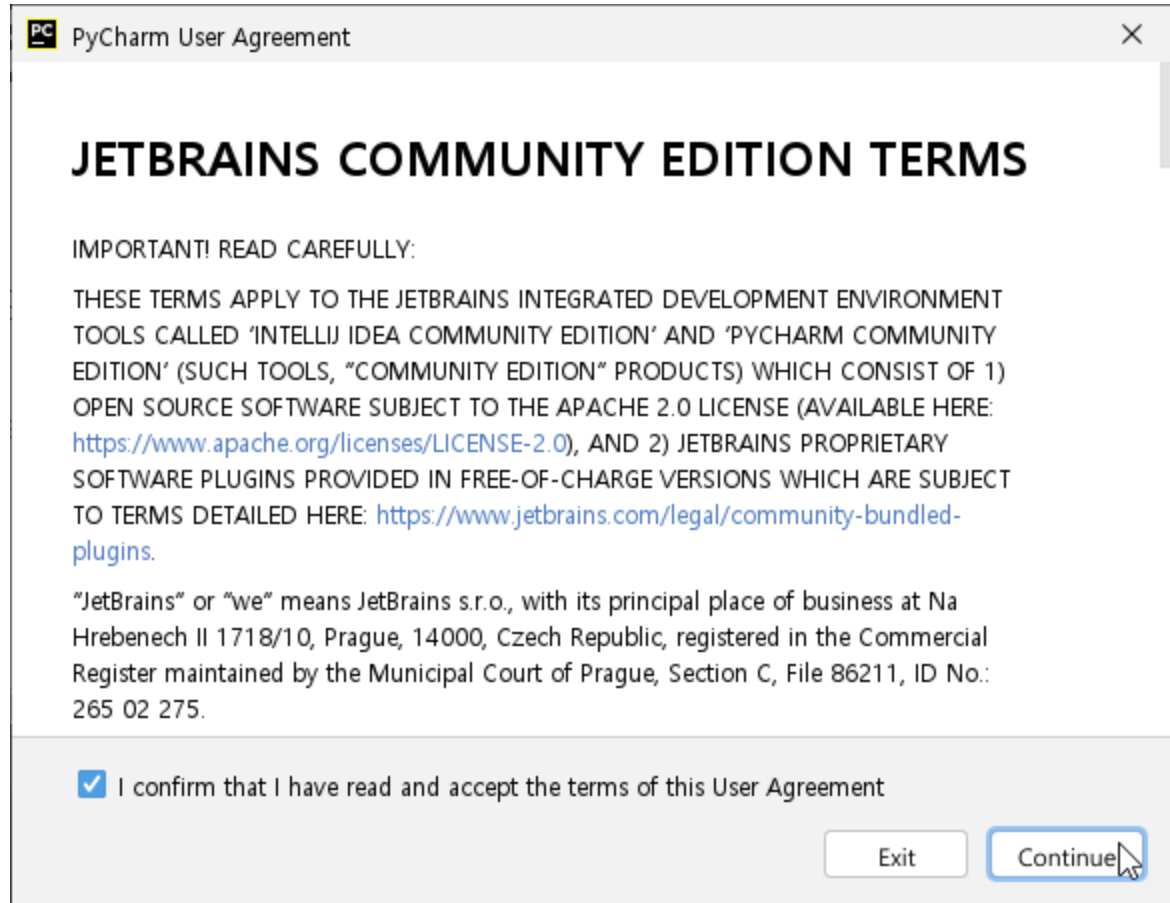 PC PyCharm User Agreement
JETBRAINS COMMUNITY EDITION TERMS
IMPORTANT! READ CAREFULLY:
THESE TERMS APPLY TO THE JETBRAINS INTEGRATED DEVELOPMENT ENVIRONMENT
TOOLS CALLED ‘INTELLIJ IDEA COMMUNITY EDITION’ AND ‘PYCHARM COMMUNITY
EDITION’ (SUCH TOOLS, “COMMUNITY EDITION” PRODUCTS) WHICH CONSIST OF 1)
OPEN SOURCE SOFTWARE SUBJECT TO THE APACHE 2.0 LICENSE (AVAILABLE HERE:
https://www.apache.org/licenses/LICENSE-2.0), AND 2) JETBRAINS PROPRIETARY
SOFTWARE PLUGINS PROVIDED IN FREE-OF-CHARGE VERSIONS WHICH ARE SUBJECT
TO TERMS DETAILED HERE: https://www.jetbrains.com/legal/community-bundled-
plugins.
“JetBrains” or “we” means JetBrains s.r.o., with its principal place of business at Na
Hrebenech II 1718/10, Prague, 14000, Czech Republic, registered in the Commercial
Register maintained by the Municipal Court of Prague, Section C, File 86211, ID No.:
265 02 275.
I confirm that I have read and accept the terms of this User Agreement
Exit Continue